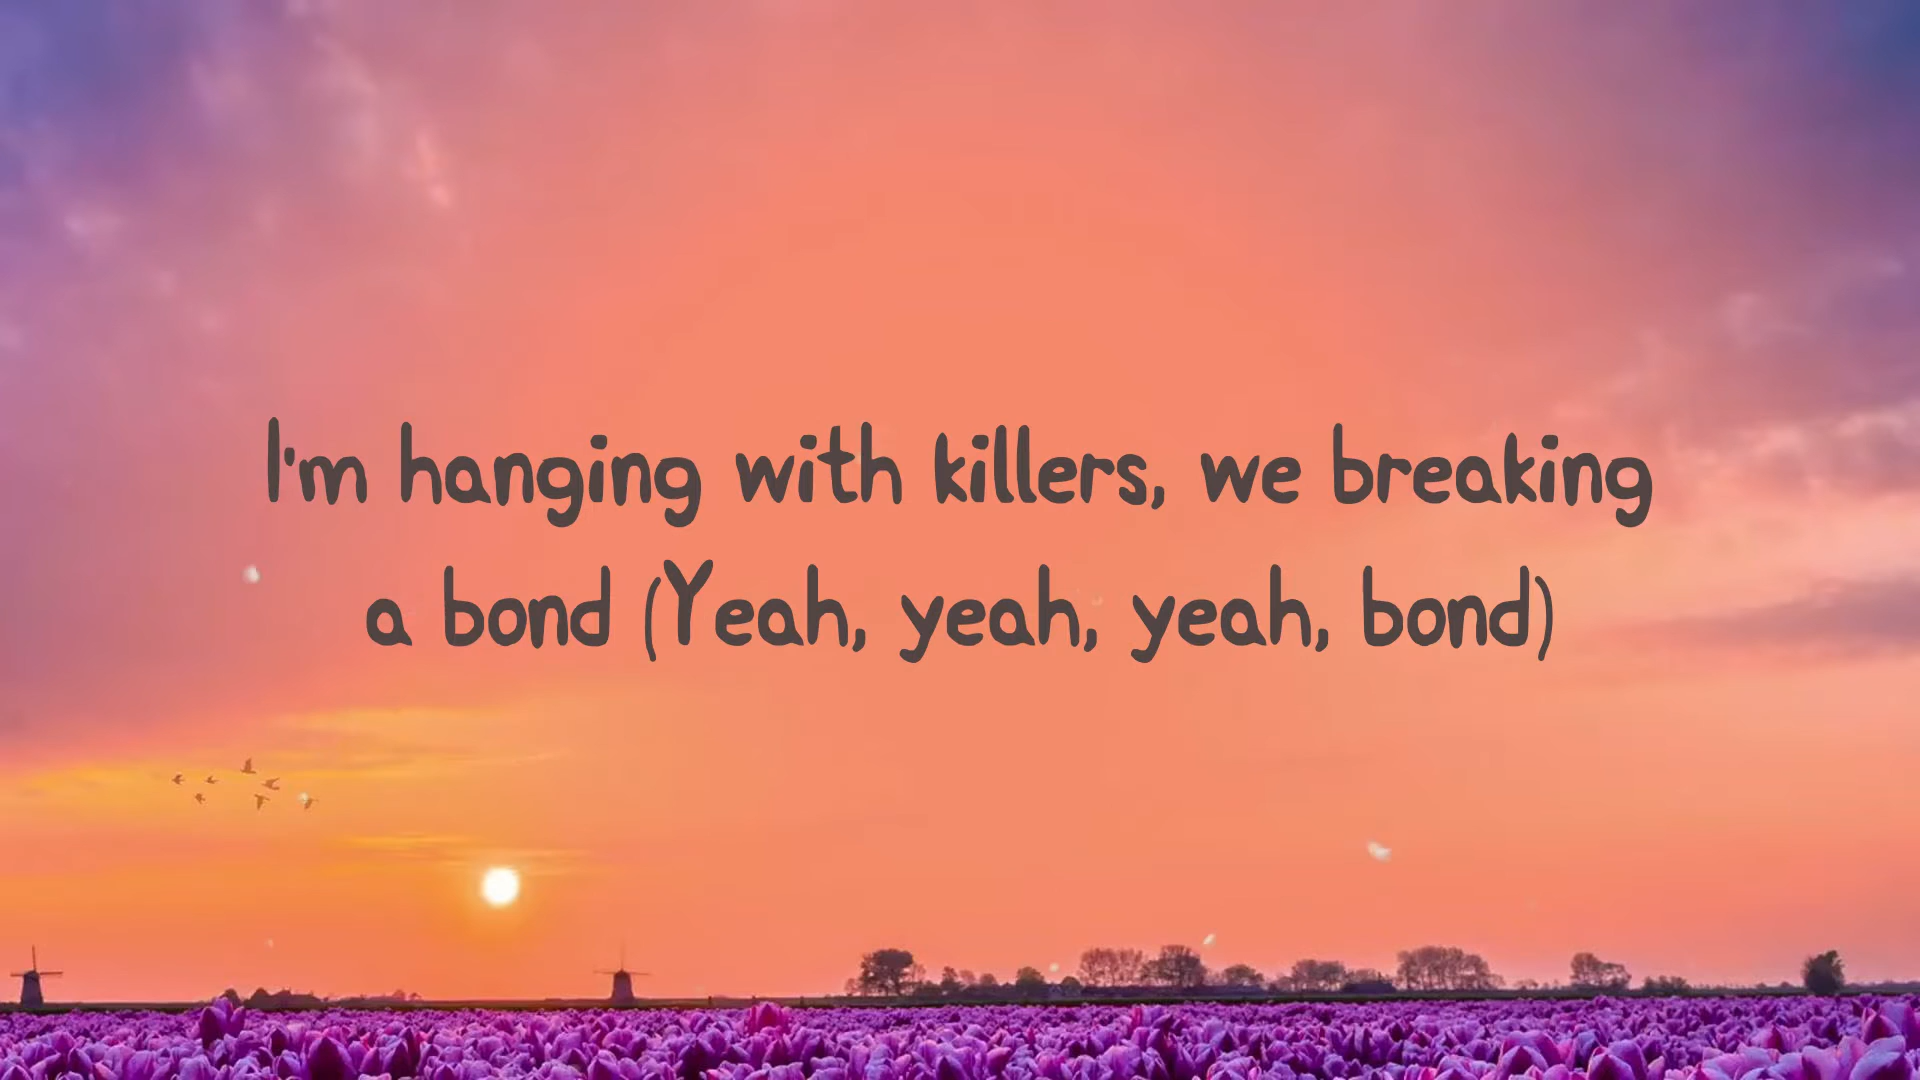 I'm hanging with killers, we breaking
a bond (Yeah, yeah, yeah, bond)